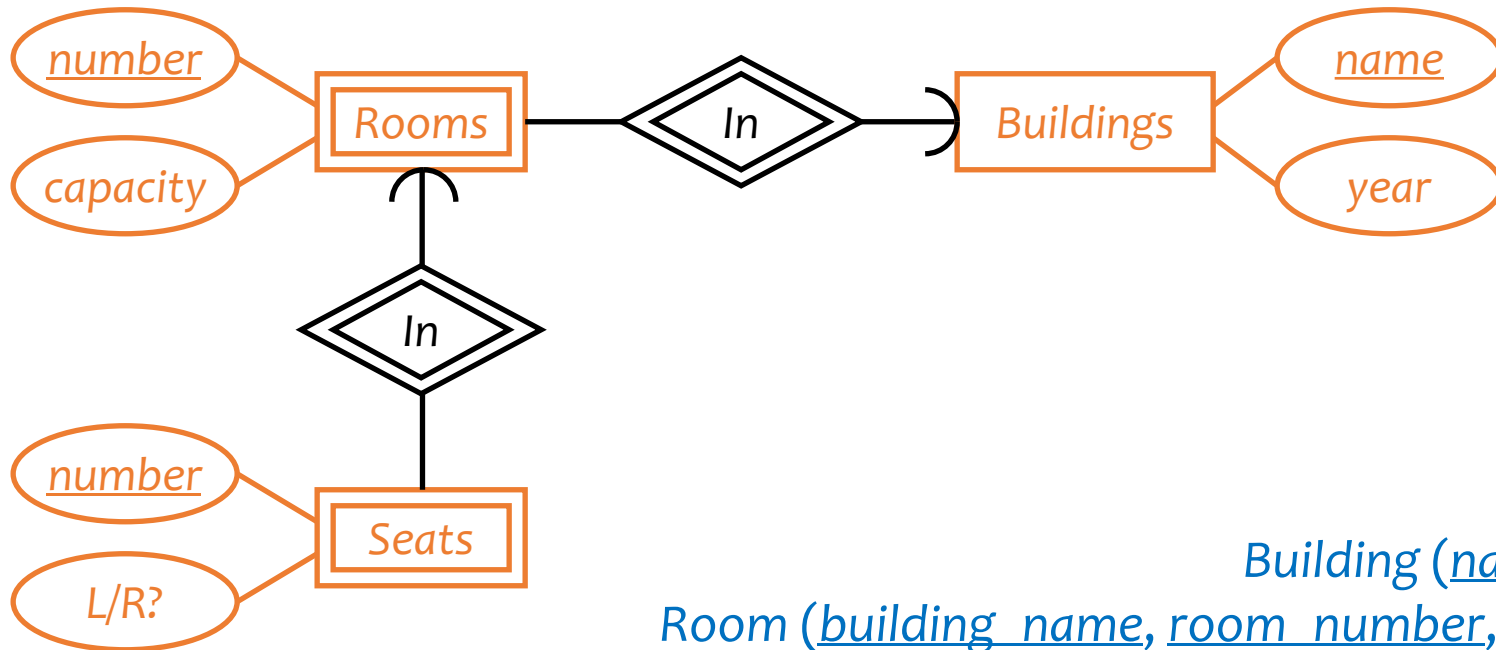 number
Rooms
In
Buildings
name
capacity
year
In
number
Seats
L/R?
Building (
Room (building_name, room_number,